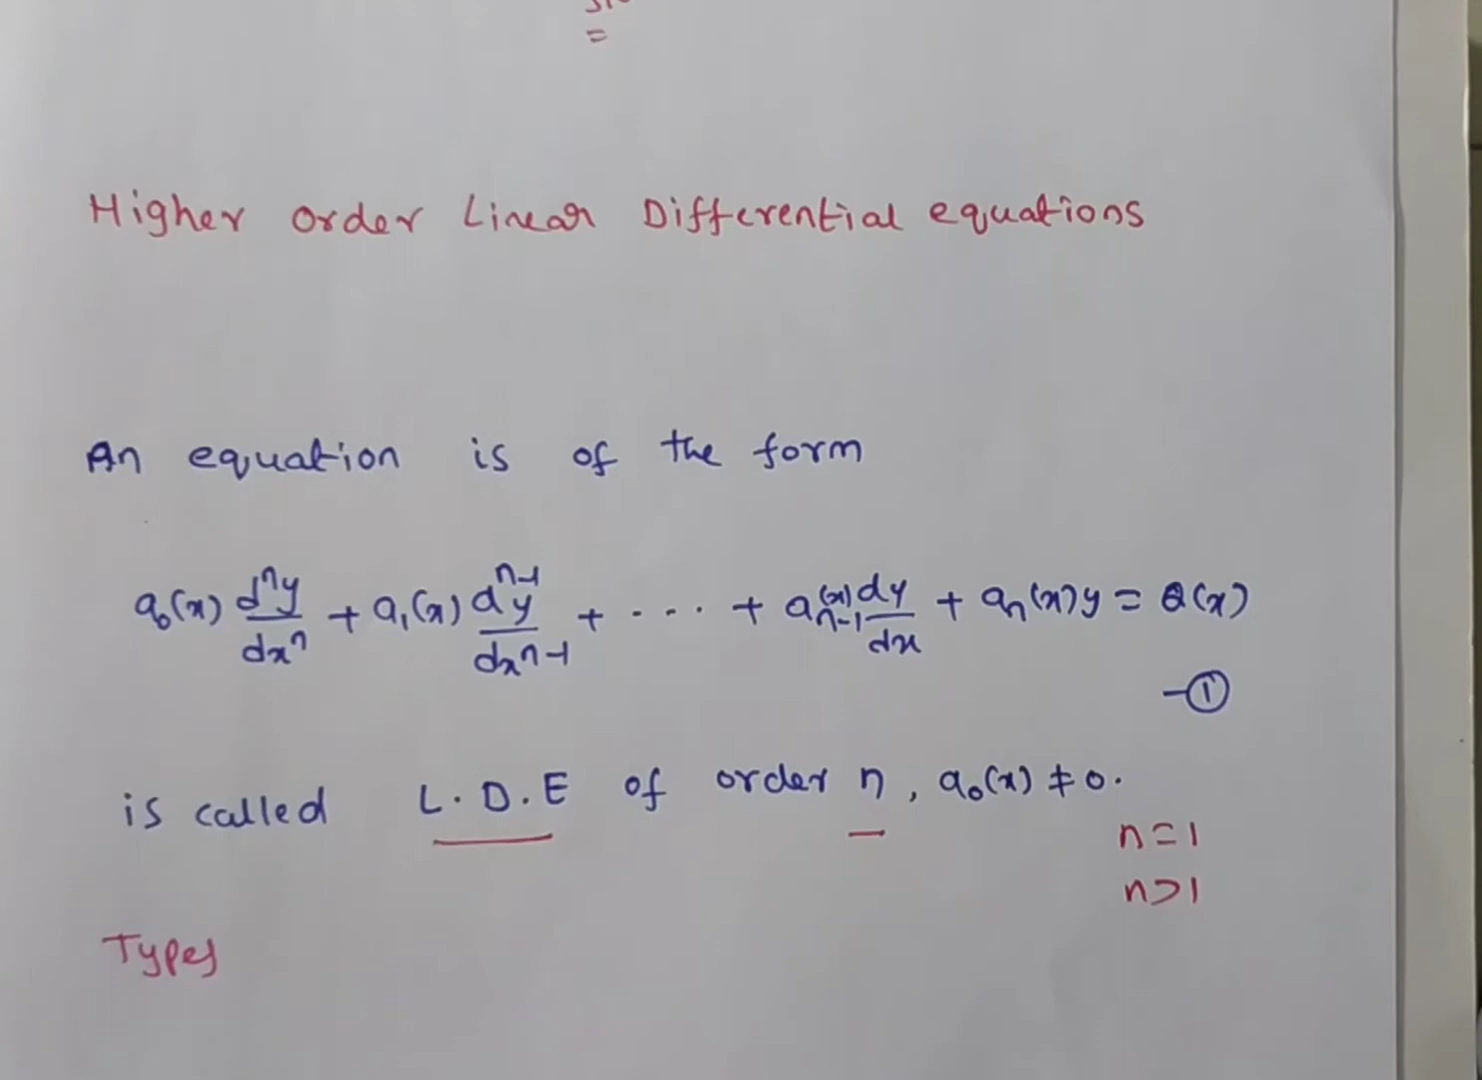 =
Higher order Linear Differential equations
An equation is of the form
a₀(x) dⁿy/dxⁿ + a₁(x) dⁿ⁻¹y/dxⁿ⁻¹ + .... + aₙ₋₁(x) dy/dx + aₙ(x)y = Q(x)
-①
is called L.D.E of order n, a₀(x) ≠ 0.
n=1
n>1
Types